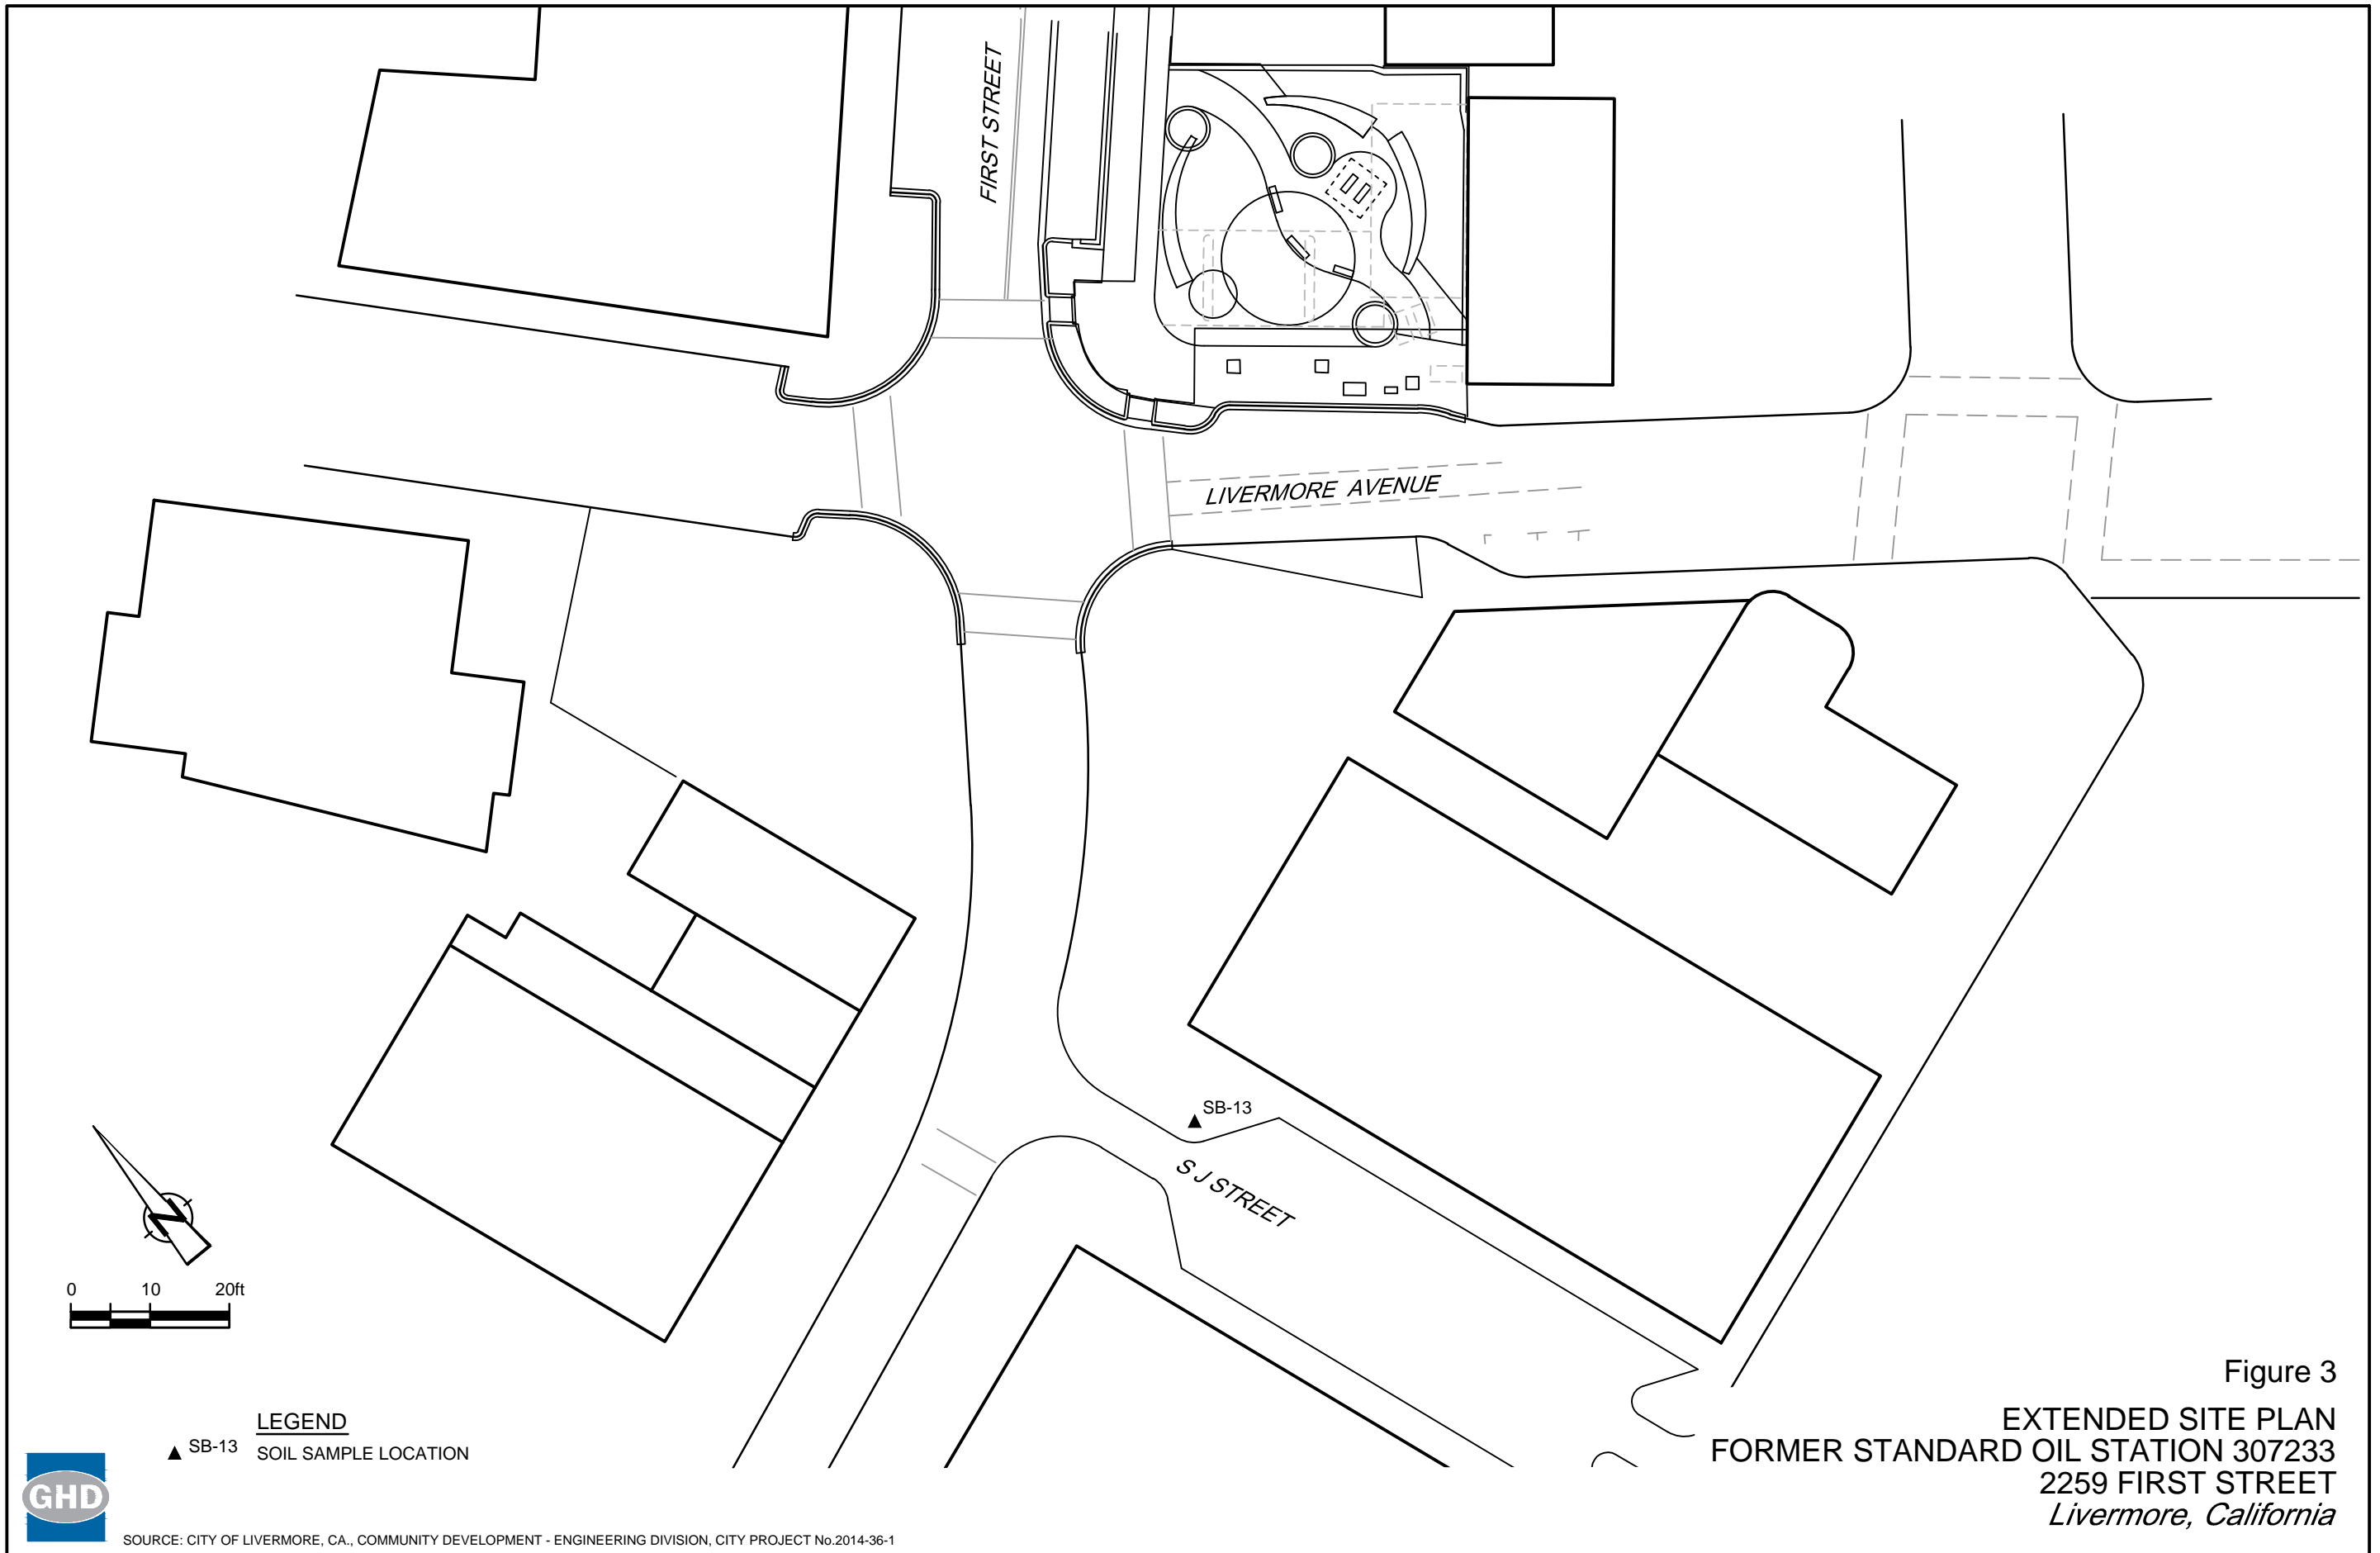 FIRST STREET
LIVERMORE AVENUE
SB-13
S J STREET
N
0 10 20ft
LEGEND
SB-13 SOIL SAMPLE LOCATION
GHD
SOURCE: CITY OF LIVERMORE, CA., COMMUNITY DEVELOPMENT - ENGINEERING DIVISION, CITY PROJECT No.2014-36-1
Figure 3
EXTENDED SITE PLAN
FORMER STANDARD OIL STATION 307233
2259 FIRST STREET
Livermore, California